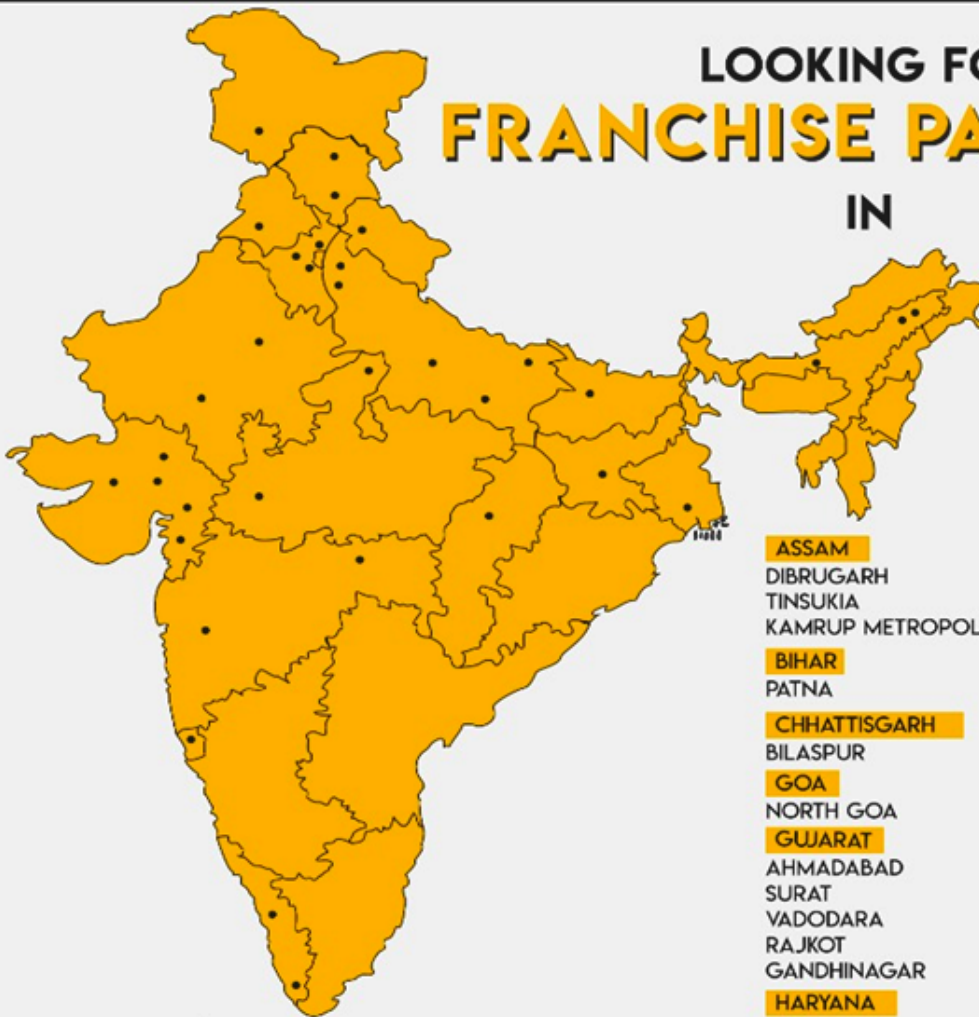 LOOKING FO
FRANCHISE PA
IN
ASSAM
DIBRUGARH
TINSUKIA
KAMRUP METROPOL
BIHAR
PATNA
CHHATTISGARH
BILASPUR
GOA
NORTH GOA
GUJARAT
AHMADABAD
SURAT
VADODARA
RAJKOT
GANDHINAGAR
HARYANA